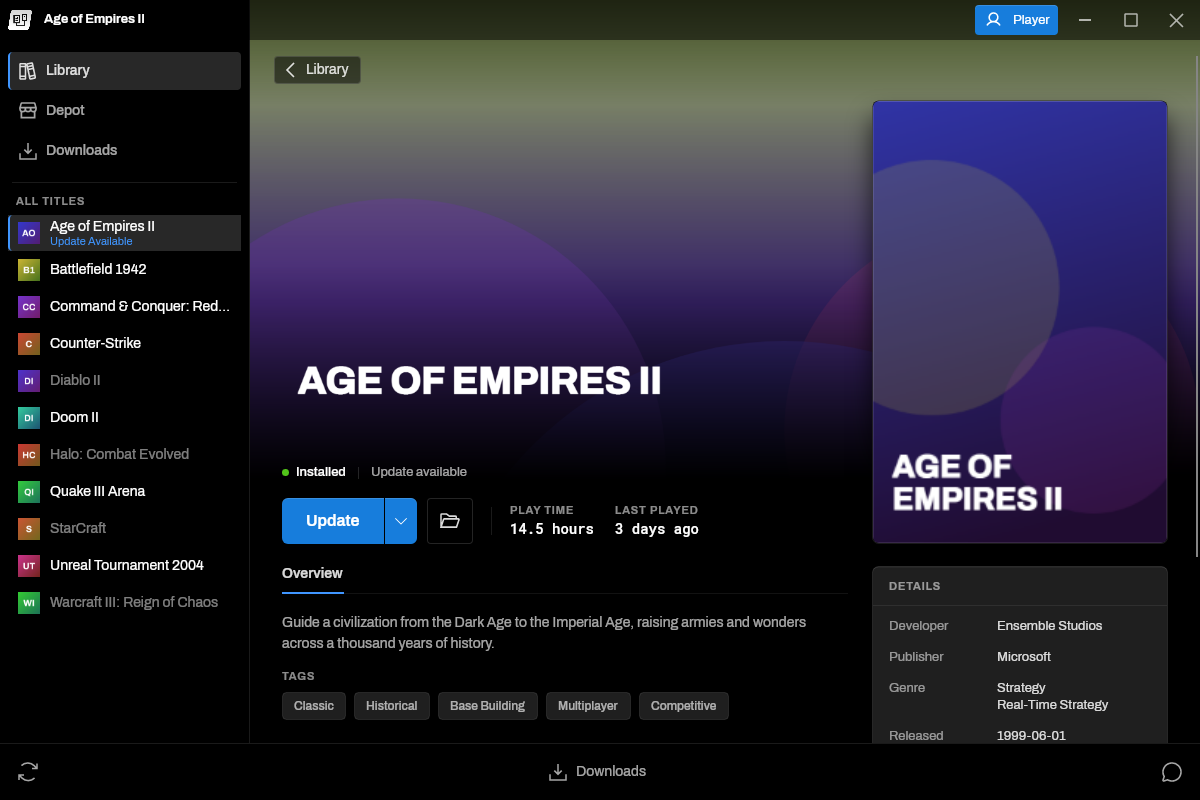 Age of Empires II
Player
Library
Depot
Downloads
ALL TITLES
AO Age of Empires II
Update Available
B1 Battlefield 1942
CC Command & Conquer: Red...
C Counter-Strike
DI Diablo II
DI Doom II
HC Halo: Combat Evolved
QI Quake III Arena
S StarCraft
UT Unreal Tournament 2004
WI Warcraft III: Reign of Chaos
Library
AGE OF EMPIRES II
Installed
Update available
Update
PLAY TIME
14.5 hours
LAST PLAYED
3 days ago
Overview
Guide a civilization from the Dark Age to the Imperial Age, raising armies and wonders
across a thousand years of history.
TAGS
Classic
Historical
Base Building
Multiplayer
Competitive
AGE OF
EMPIRES II
DETAILS
Developer Ensemble Studios
Publisher Microsoft
Genre Strategy
Real-Time Strategy
Released 1999-06-01
Downloads